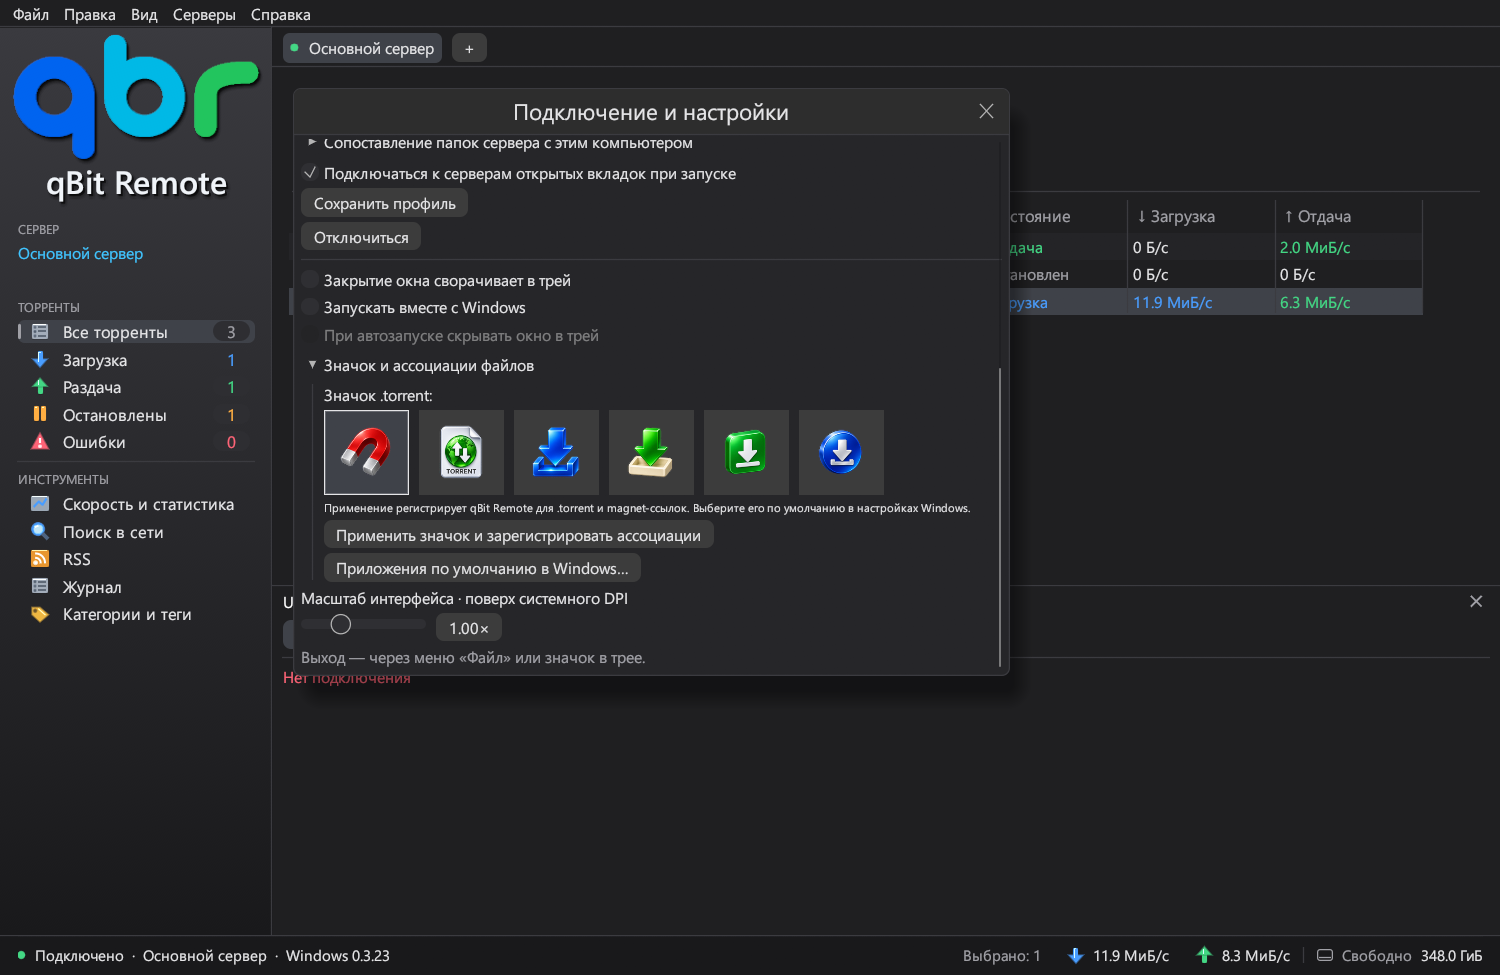 Файл Правка Вид Серверы Справка
qbr
qBit Remote
СЕРВЕР
Основной сервер
ТОРРЕНТЫ
Все торренты 3
Загрузка 1
Раздача 1
Остановлены 1
Ошибки 0
ИНСТРУМЕНТЫ
Скорость и статистика
Поиск в сети
RSS
Журнал
Категории и теги
Основной сервер +
Подключение и настройки
Сопоставление папок сервера с этим компьютером
Подключаться к серверам открытых вкладок при запуске
Сохранить профиль
Отключиться
Закрытие окна сворачивает в трей
Запускать вместе с Windows
При автозапуске скрывать окно в трей
Значок и ассоциации файлов
Значок .torrent:
TORRENT
Применение регистрирует qBit Remote для .torrent и magnet-ссылок. Выберите его по умолчанию в настройках Windows.
Применить значок и зарегистрировать ассоциации
Приложения по умолчанию в Windows...
Масштаб интерфейса · поверх системного DPI
1.00×
Выход — через меню «Файл» или значок в трее.
стояние ↓ Загрузка ↑ Отдача
дача 0 Б/с 2.0 МиБ/с
ановлен 0 Б/с 0 Б/с
рузка 11.9 МиБ/с 6.3 МиБ/с
Нет подключения
Подключено · Основной сервер · Windows 0.3.23
Выбрано: 1 11.9 МиБ/с 8.3 МиБ/с Свободно 348.0 ГиБ